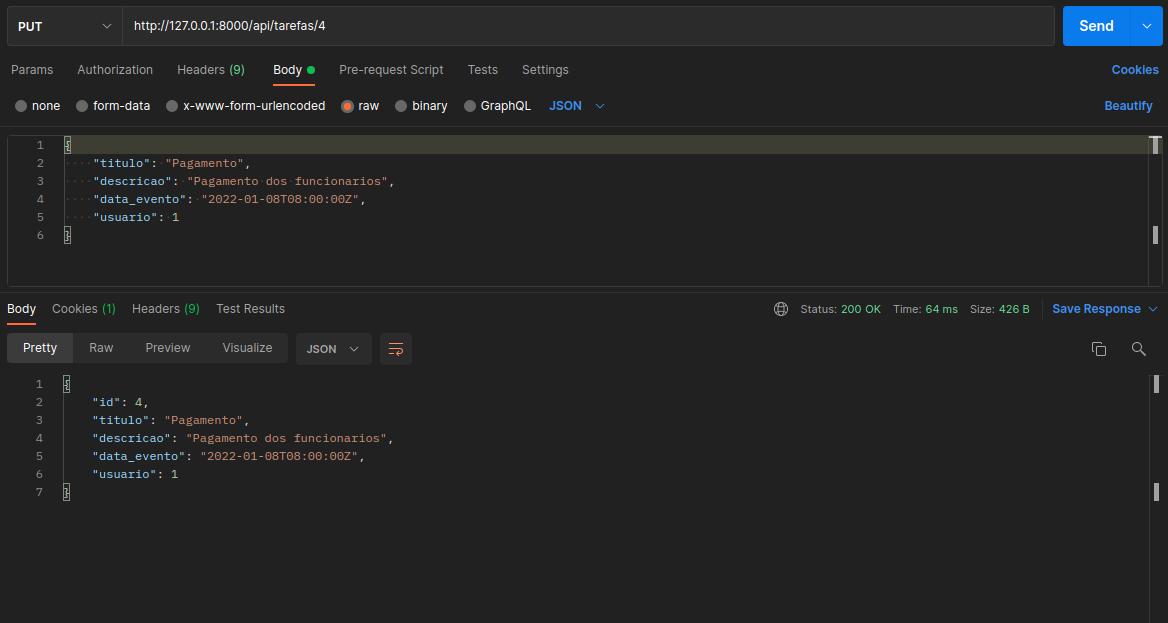 PUT http://127.0.0.1:8000/api/tarefas/4 Send
Params Authorization Headers (9) Body Pre-request Script Tests Settings Cookies
none form-data x-www-form-urlencoded raw binary GraphQL JSON Beautify
1 {
2 "titulo": "Pagamento",
3 "descricao": "Pagamento dos funcionarios",
4 "data_evento": "2022-01-08T08:00:00Z",
5 "usuario": 1
6 }
Body Cookies (1) Headers (9) Test Results Status: 200 OK Time: 64 ms Size: 426 B Save Response
Pretty Raw Preview Visualize JSON
1 {
2 "id": 4,
3 "titulo": "Pagamento",
4 "descricao": "Pagamento dos funcionarios",
5 "data_evento": "2022-01-08T08:00:00Z",
6 "usuario": 1
7 }